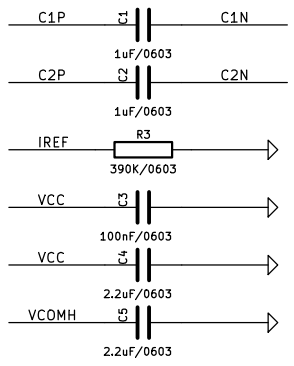 C1P C1 C1N
1uF/0603
C2P C2 C2N
1uF/0603
IREF R3
390K/0603
VCC C3
100nF/0603
VCC C4
2.2uF/0603
VCOMH C5
2.2uF/0603